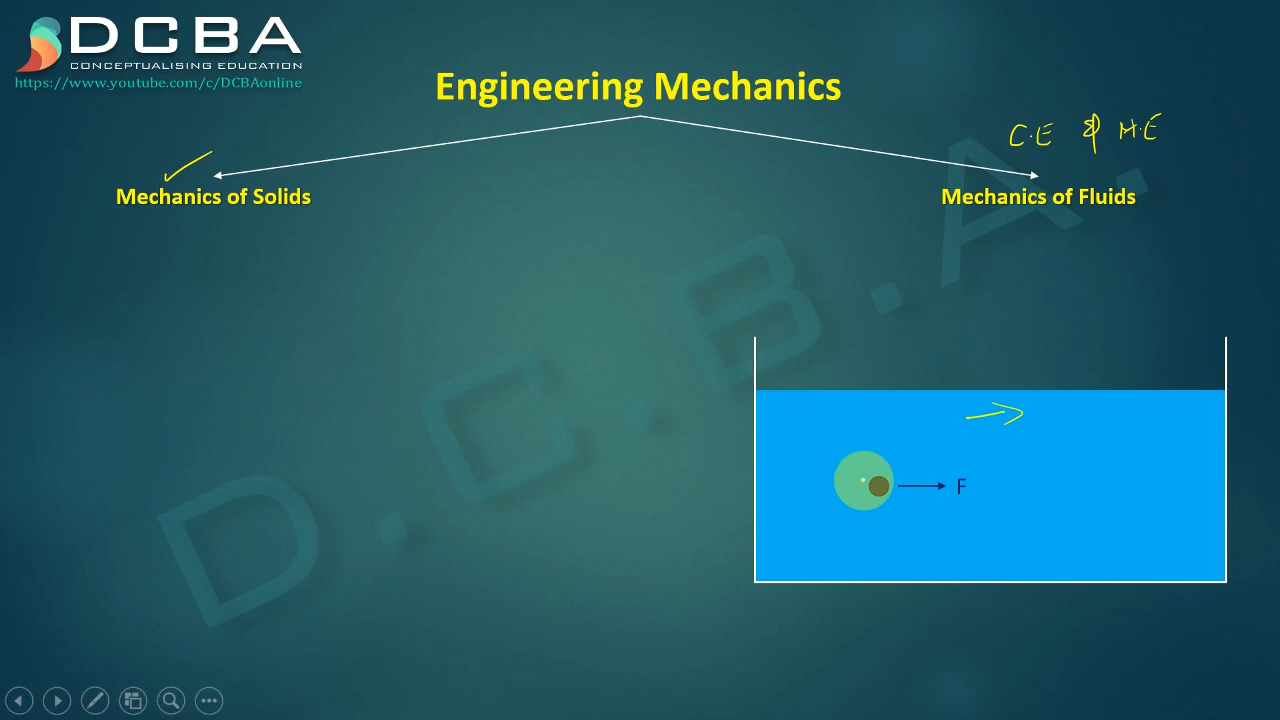 DCBA
CONCEPTUALISING EDUCATION
https://www.youtube.com/c/DCBAonline
Engineering Mechanics
C.E & M.E
Mechanics of Solids
Mechanics of Fluids
D.C.B.A.
F